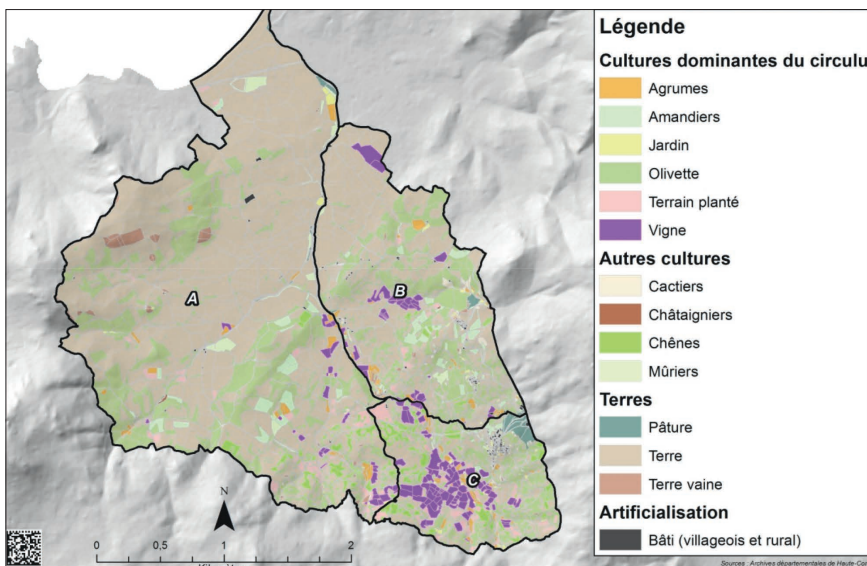 Légende
Cultures dominantes du circulu
Agrumes
Amandiers
Jardin
Olivette
Terrain planté
Vigne
Autres cultures
Cactiers
Châtaigniers
Chênes
Mûriers
Terres
Pâture
Terre
Terre vaine
Artificialisation
Bâti (villageois et rural)
A
B
C
N
0 0,5 1 2
Sources : Archives départementales de Haute-Co